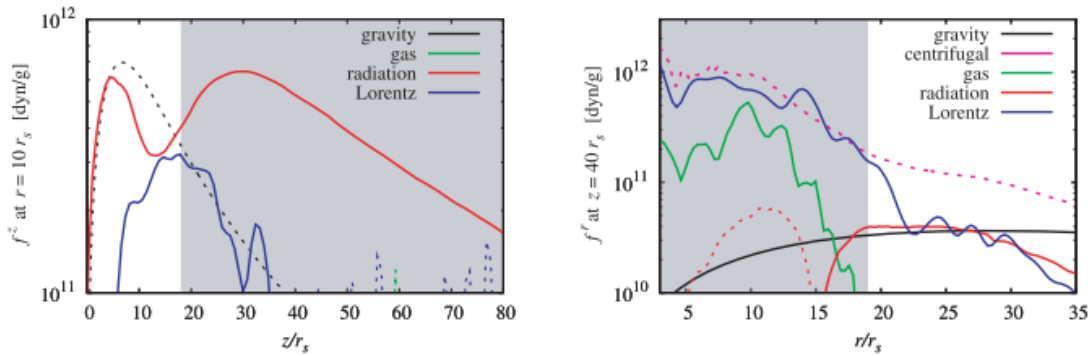 10^12
gravity
gas
radiation
Lorentz
f^z at r = 10 r_s [dyn/g]
10^11
0 10 20 30 40 50 60 70 80
z/r_s
gravity
centrifugal
gas
radiation
Lorentz
10^12
10^11
10^10
f^r at z = 40 r_s [dyn/g]
5 10 15 20 25 30 35
r/r_s